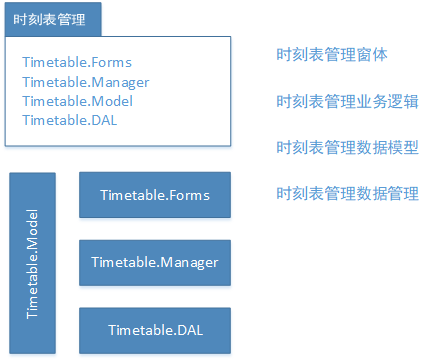 时刻表管理
Timetable.Forms
Timetable.Manager
Timetable.Model
Timetable.DAL
时刻表管理窗体
时刻表管理业务逻辑
时刻表管理数据模型
时刻表管理数据管理
Timetable.Model
Timetable.Forms
Timetable.Manager
Timetable.DAL